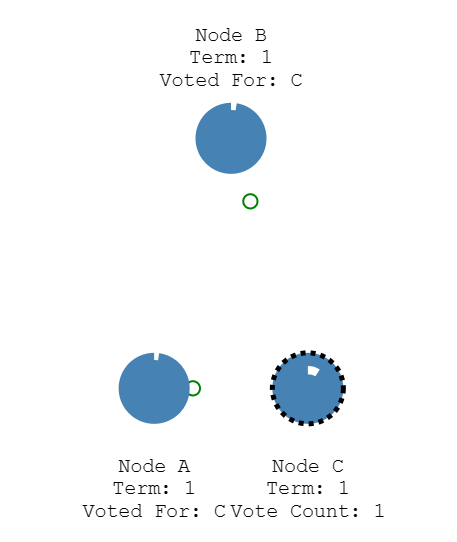 Node B
Term: 1
Voted For: C
Node A
Term: 1
Voted For: C
Node C
Term: 1
Vote Count: 1